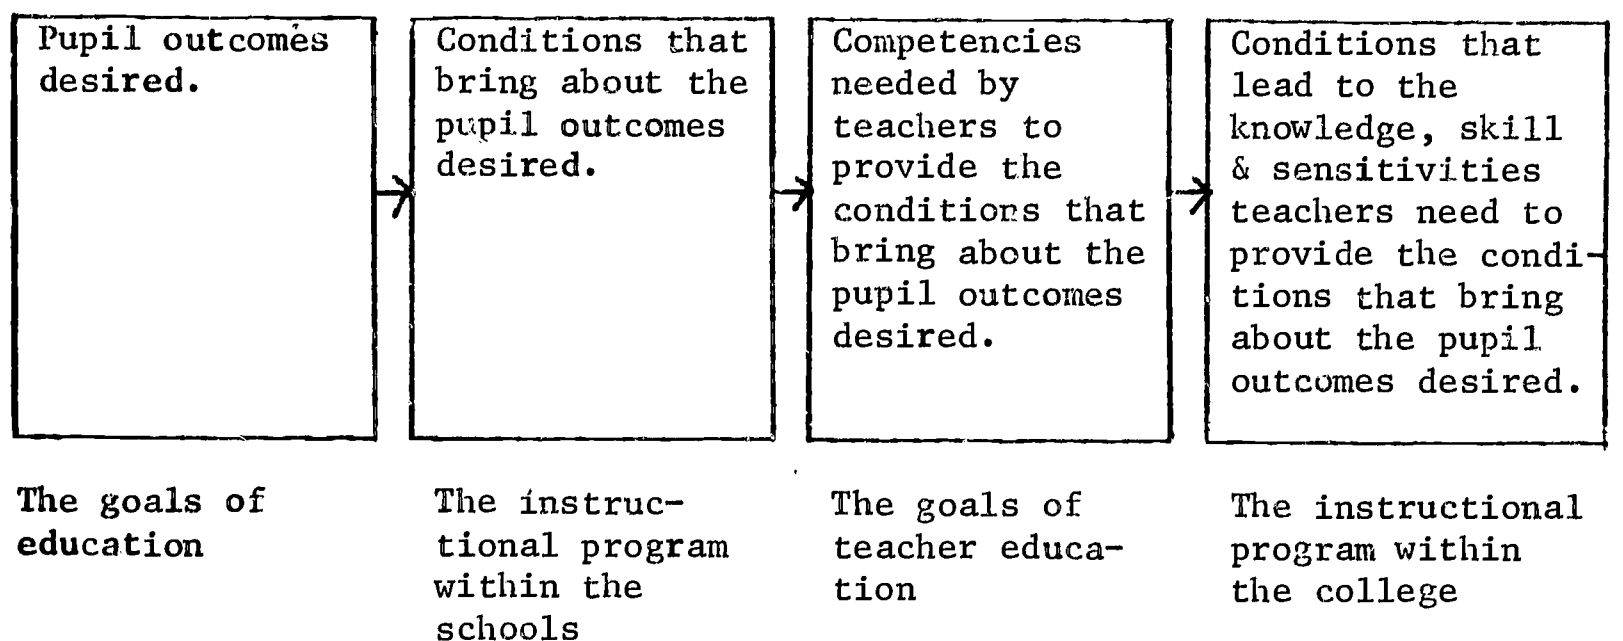 Pupil outcomes
desired.
Conditions that
bring about the
pupil outcomes
desired.
Competencies
needed by
teachers to
provide the
conditions that
bring about the
pupil outcomes
desired.
Conditions that
lead to the
knowledge, skill
& sensitivities
teachers need to
provide the condi-
tions that bring
about the pupil
outcomes desired.
The goals of
education
The instruc-
tional program
within the
schools
The goals of
teacher educa-
tion
The instructional
program within
the college